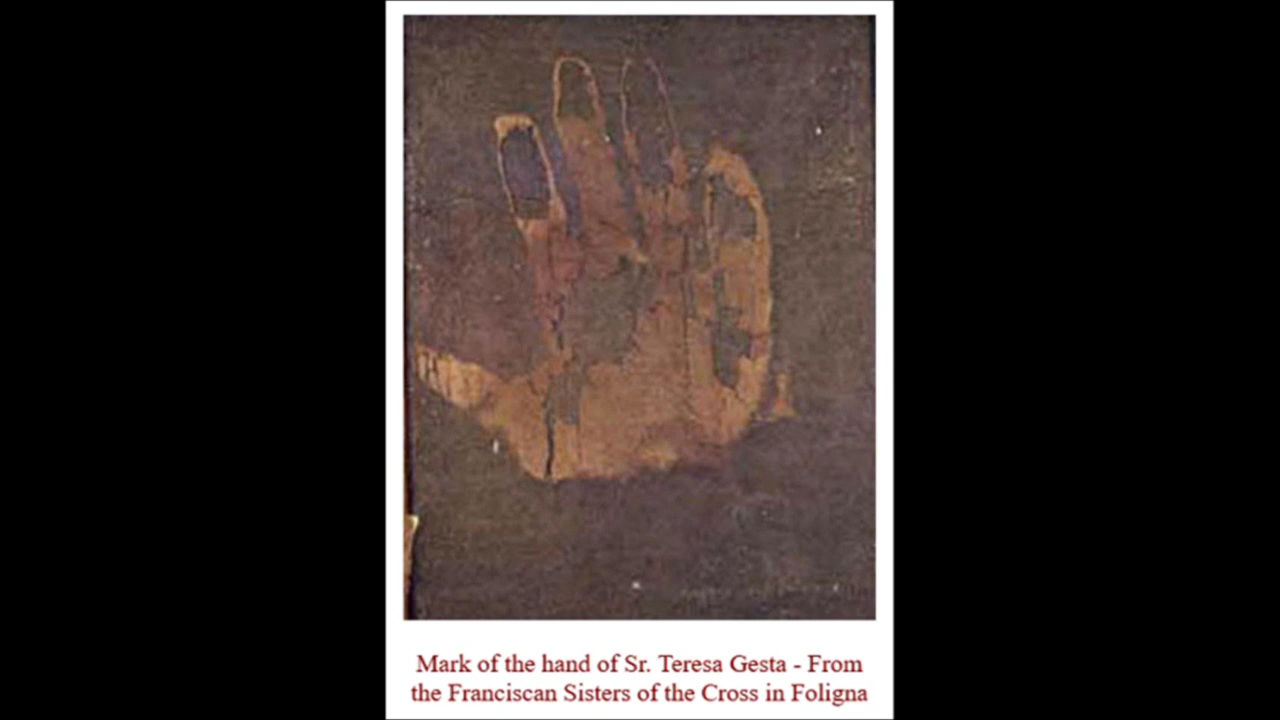 Mark of the hand of Sr. Teresa Gesta - From
the Franciscan Sisters of the Cross in Foligna